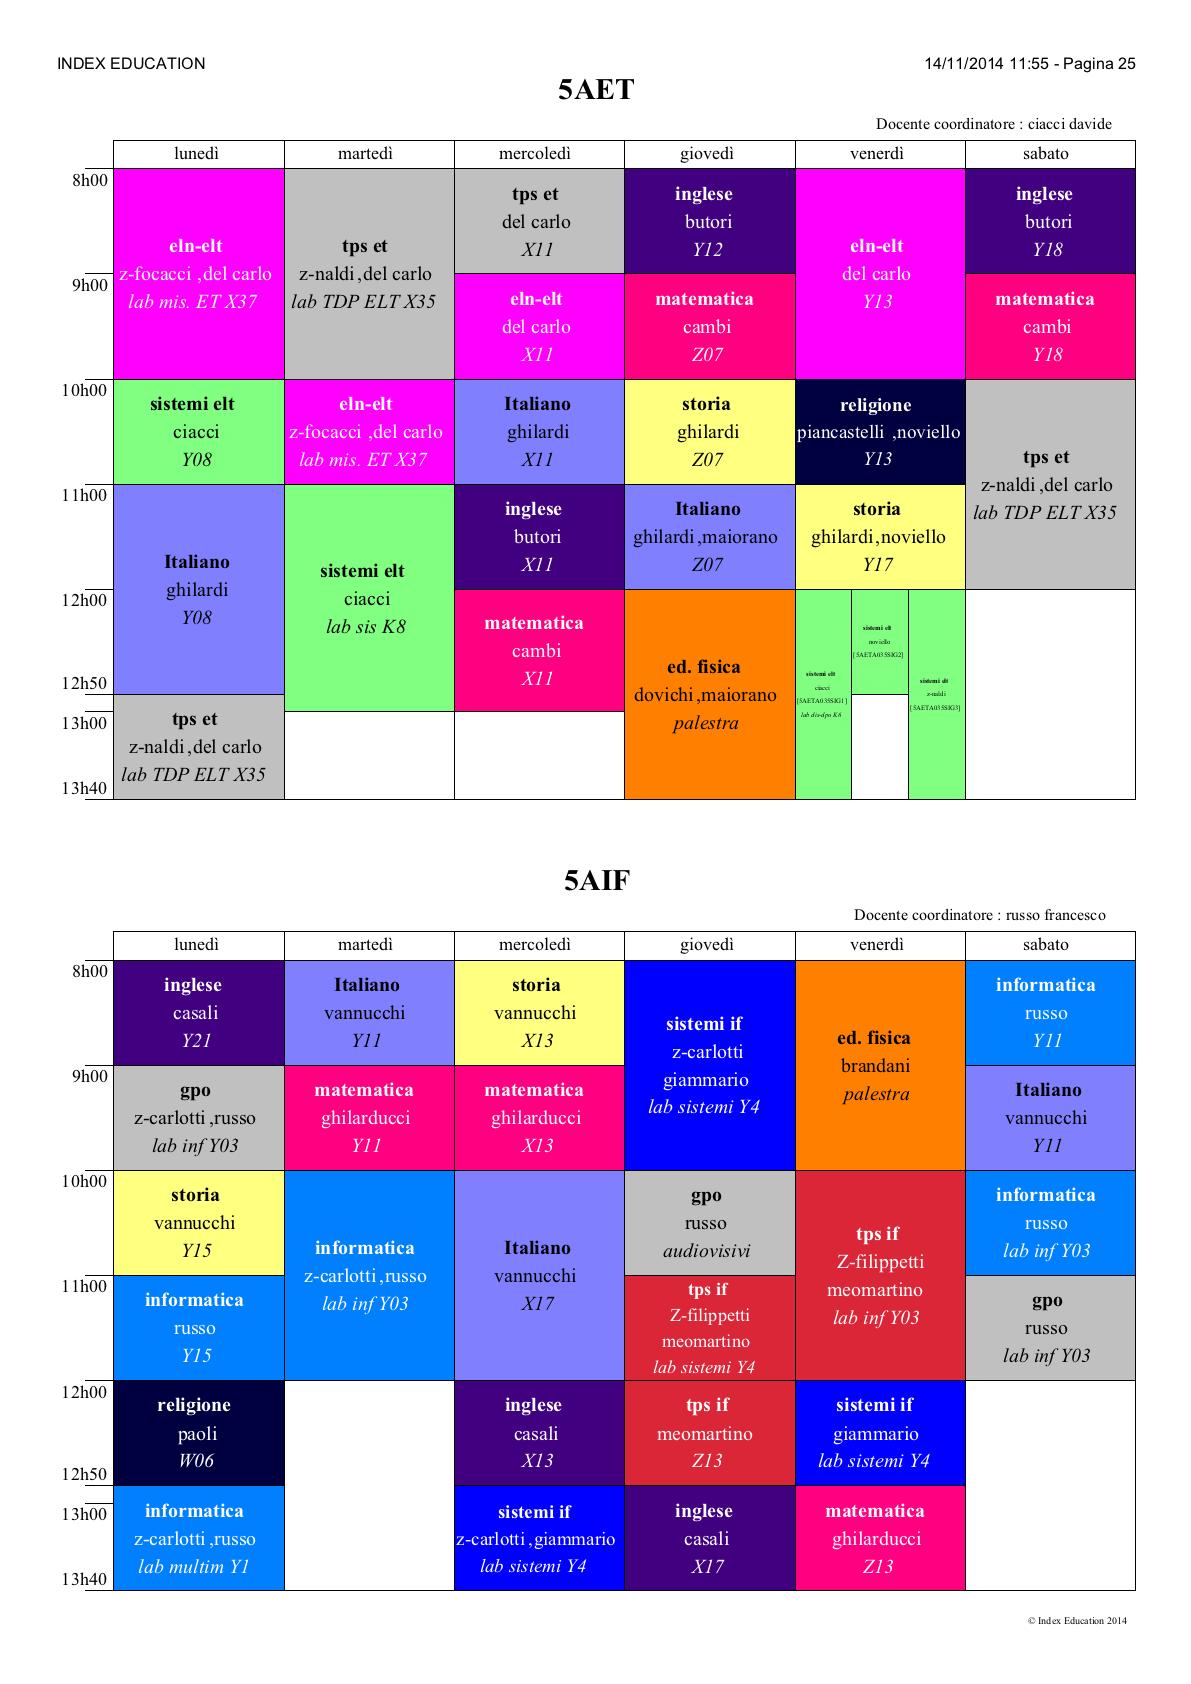 INDEX EDUCATION
14/11/2014 11:55 - Pagina 25
5AET
Docente coordinatore : ciacci davide
lunedì martedì mercoledì giovedì venerdì sabato
8h00
9h00
10h00
11h00
12h00
12h50
13h00
13h40
eln-elt
z-focacci ,del carlo
lab mis. ET X37
sistemi elt
ciacci
Y08
Italiano
ghilardi
Y08
tps et
z-naldi,del carlo
lab TDP ELT X35
tps et
z-naldi,del carlo
lab TDP ELT X35
eln-elt
z-focacci ,del carlo
lab mis. ET X37
sistemi elt
ciacci
lab sis K8
tps et
del carlo
X11
eln-elt
del carlo
X11
Italiano
ghilardi
X11
inglese
butori
X11
matematica
cambi
X11
inglese
butori
Y12
matematica
cambi
Z07
storia
ghilardi
Z07
Italiano
ghilardi,maiorano
Z07
ed. fisica
dovichi,maiorano
palestra
eln-elt
del carlo
Y13
religione
piancastelli ,noviello
Y13
storia
ghilardi,noviello
Y17
sistemi elt
ciacci
[5AETA035SIG1]
lab dis-dpo K6
sistemi elt
noviello
[5AETA035SIG2]
sistemi elt
z-naldi
[5AETA035SIG3]
inglese
butori
Y18
matematica
cambi
Y18
tps et
z-naldi,del carlo
lab TDP ELT X35
5AIF
Docente coordinatore : russo francesco
lunedì martedì mercoledì giovedì venerdì sabato
8h00
9h00
10h00
11h00
12h00
12h50
13h00
13h40
inglese
casali
Y21
gpo
z-carlotti ,russo
lab inf Y03
storia
vannucchi
Y15
informatica
russo
Y15
religione
paoli
W06
informatica
z-carlotti ,russo
lab multim Y1
Italiano
vannucchi
Y11
matematica
ghilarducci
Y11
informatica
z-carlotti ,russo
lab inf Y03
storia
vannucchi
X13
matematica
ghilarducci
X13
Italiano
vannucchi
X17
inglese
casali
X13
sistemi if
z-carlotti ,giammario
lab sistemi Y4
sistemi if
z-carlotti
giammario
lab sistemi Y4
gpo
russo
audiovisivi
tps if
Z-filippetti
meomartino
lab sistemi Y4
tps if
meomartino
Z13
inglese
casali
X17
ed. fisica
brandani
palestra
tps if
Z-filippetti
meomartino
lab inf Y03
sistemi if
giammario
lab sistemi Y4
matematica
ghilarducci
Z13
informatica
russo
Y11
Italiano
vannucchi
Y11
informatica
russo
lab inf Y03
gpo
russo
lab inf Y03
© Index Education 2014